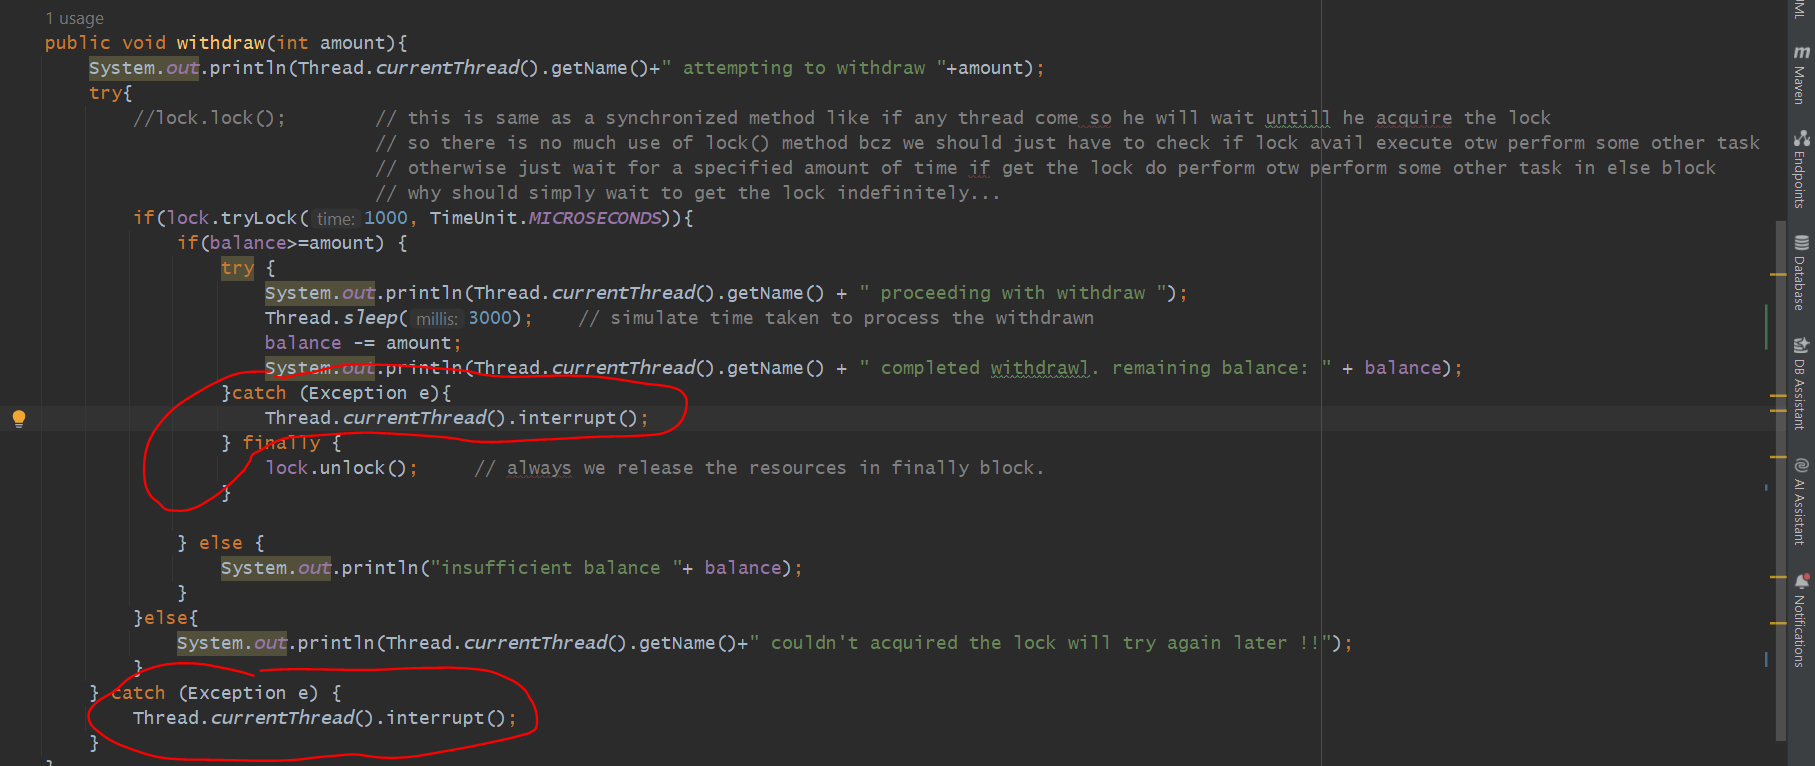 1 usage
public void withdraw(int amount){
System.out.println(Thread.currentThread().getName()+" attempting to withdraw "+amount);
try{
//lock.lock(); // this is same as a synchronized method like if any thread come so he will wait untill he acquire the lock
// so there is no much use of lock() method bcz we should just have to check if lock avail execute otw perform some other task
// otherwise just wait for a specified amount of time if get the lock do perform otw perform some other task in else block
// why should simply wait to get the lock indefinitely...
if(lock.tryLock( time: 1000, TimeUnit.MICROSECONDS)){
if(balance>=amount) {
try {
System.out.println(Thread.currentThread().getName() + " proceeding with withdraw ");
Thread.sleep( millis: 3000); // simulate time taken to process the withdrawn
balance -= amount;
System.out.println(Thread.currentThread().getName() + " completed withdrawl. remaining balance: " + balance);
}catch (Exception e){
Thread.currentThread().interrupt();
} finally {
lock.unlock(); // always we release the resources in finally block.
}
} else {
System.out.println("insufficient balance "+ balance);
}
}else{
System.out.println(Thread.currentThread().getName()+" couldn't acquired the lock will try again later !!");
}
} catch (Exception e) {
Thread.currentThread().interrupt();
}
m Maven
Endpoints
Database
DB Assistant
AI Assistant
Notifications